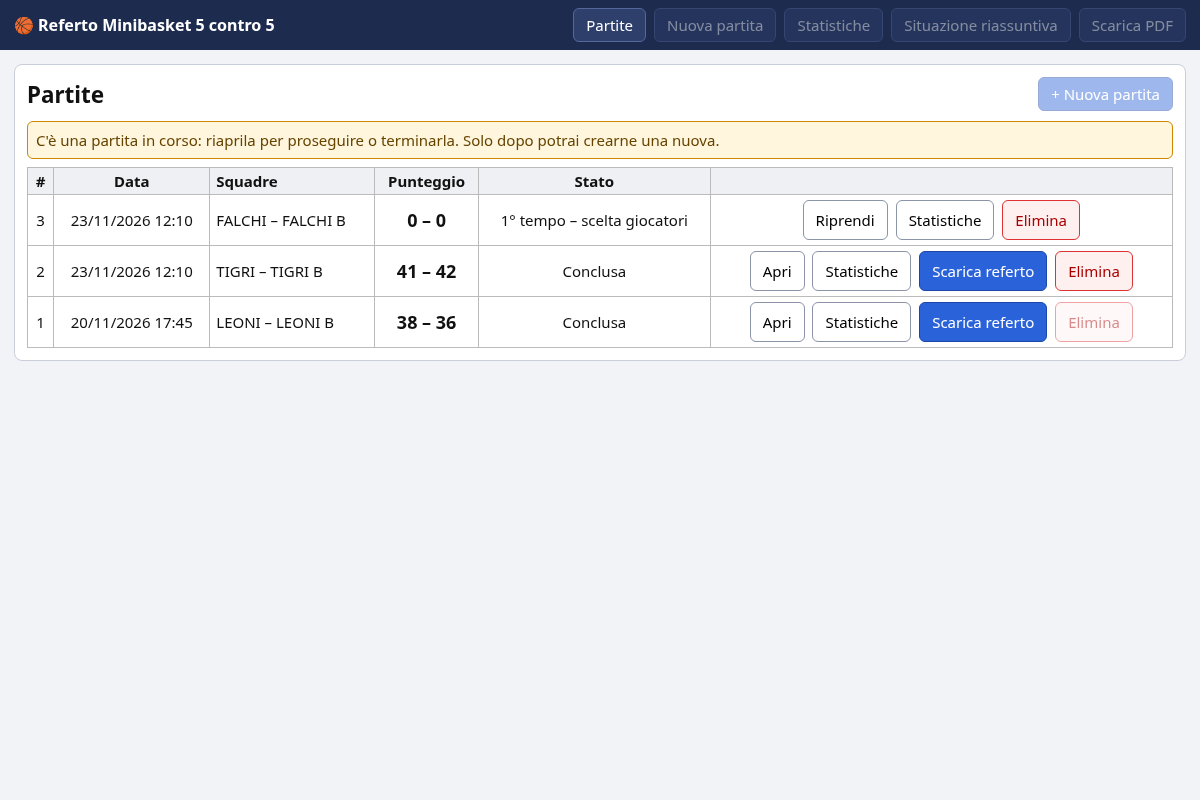 Referto Minibasket 5 contro 5
Partite
Nuova partita
Statistiche
Situazione riassuntiva
Scarica PDF
Partite
+ Nuova partita
C'è una partita in corso: riaprila per proseguire o terminarla. Solo dopo potrai crearne una nuova.
# Data Squadre Punteggio Stato
3 23/11/2026 12:10 FALCHI – FALCHI B 0 – 0 1° tempo – scelta giocatori Riprendi Statistiche Elimina
2 23/11/2026 12:10 TIGRI – TIGRI B 41 – 42 Conclusa Apri Statistiche Scarica referto Elimina
1 20/11/2026 17:45 LEONI – LEONI B 38 – 36 Conclusa Apri Statistiche Scarica referto Elimina